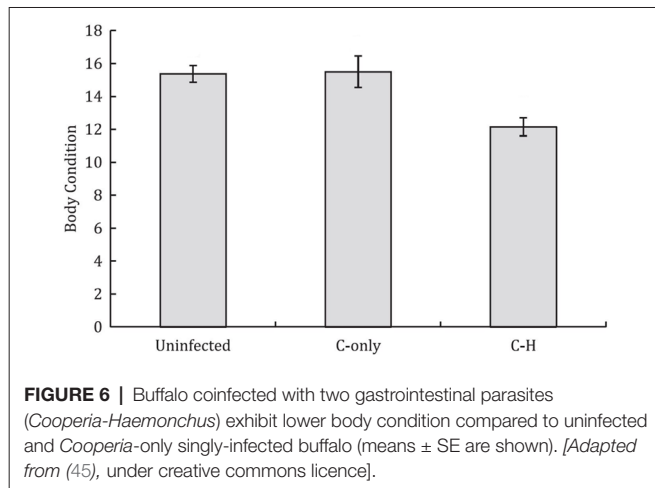 18
16
14
12
10
8
6
4
2
0
Body Condition
Uninfected
C-only
C-H
FIGURE 6 | Buffalo coinfected with two gastrointestinal parasites
(Cooperia-Haemonchus) exhibit lower body condition compared to uninfected
and Cooperia-only singly-infected buffalo (means ± SE are shown). [Adapted
from (45), under creative commons licence].